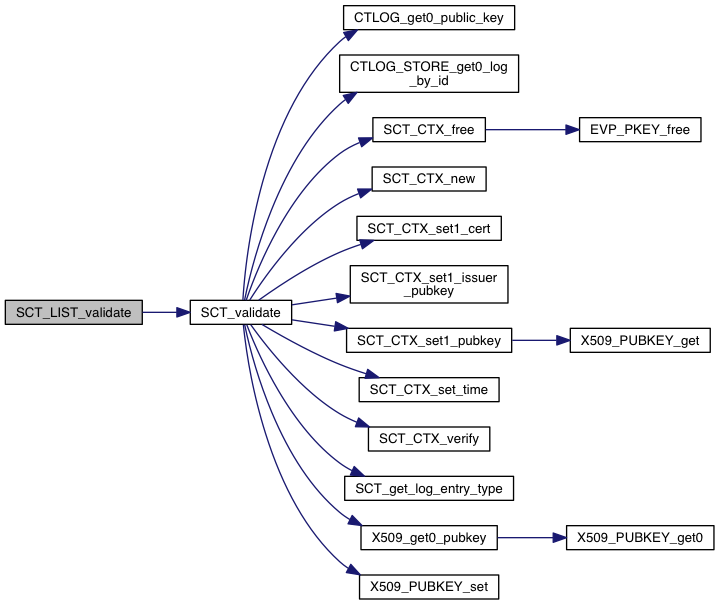 CTLOG_get0_public_key
CTLOG_STORE_get0_log
_by_id
SCT_CTX_free
EVP_PKEY_free
SCT_CTX_new
SCT_CTX_set1_cert
SCT_CTX_set1_issuer
_pubkey
SCT_LIST_validate
SCT_validate
SCT_CTX_set1_pubkey
X509_PUBKEY_get
SCT_CTX_set_time
SCT_CTX_verify
SCT_get_log_entry_type
X509_get0_pubkey
X509_PUBKEY_get0
X509_PUBKEY_set